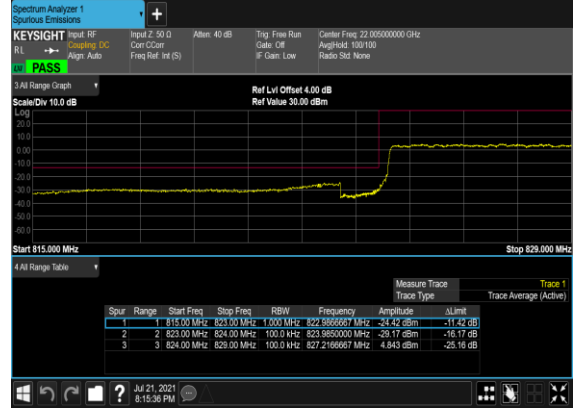 Spectrum Analyzer 1
Spurious Emissions
+
KEYSIGHT Input: RF Input Z: 50 Ω Atten: 40 dB Trig: Free Run Center Freq: 22.005000000 GHz
RL Coupling: DC Corr CCorr Gate: Off Avg|Hold: 100/100
Align: Auto Freq Ref: Int (S) IF Gain: Low Radio Std: None
PASS
3 All Range Graph
Ref Lvl Offset 4.00 dB
Scale/Div 10.0 dB Ref Value 30.00 dBm
Log
20.0
10.0
0.00
-10.0
-20.0
-30.0
-40.0
-50.0
-60.0
Start 815.000 MHz Stop 829.000 MHz
4 All Range Table
Measure Trace Trace 1
Trace Type Trace Average (Active)
Spur Range Start Freq Stop Freq RBW Frequency Amplitude ΔLimit
1 1 815.00 MHz 823.00 MHz 1.000 MHz 822.9866667 MHz -24.42 dBm -11.42 dB
2 2 823.00 MHz 824.00 MHz 100.0 kHz 823.9850000 MHz -29.17 dBm -16.17 dB
3 3 824.00 MHz 829.00 MHz 100.0 kHz 827.2166667 MHz 4.843 dBm -25.16 dB
? Jul 21, 2021
8:15:36 PM